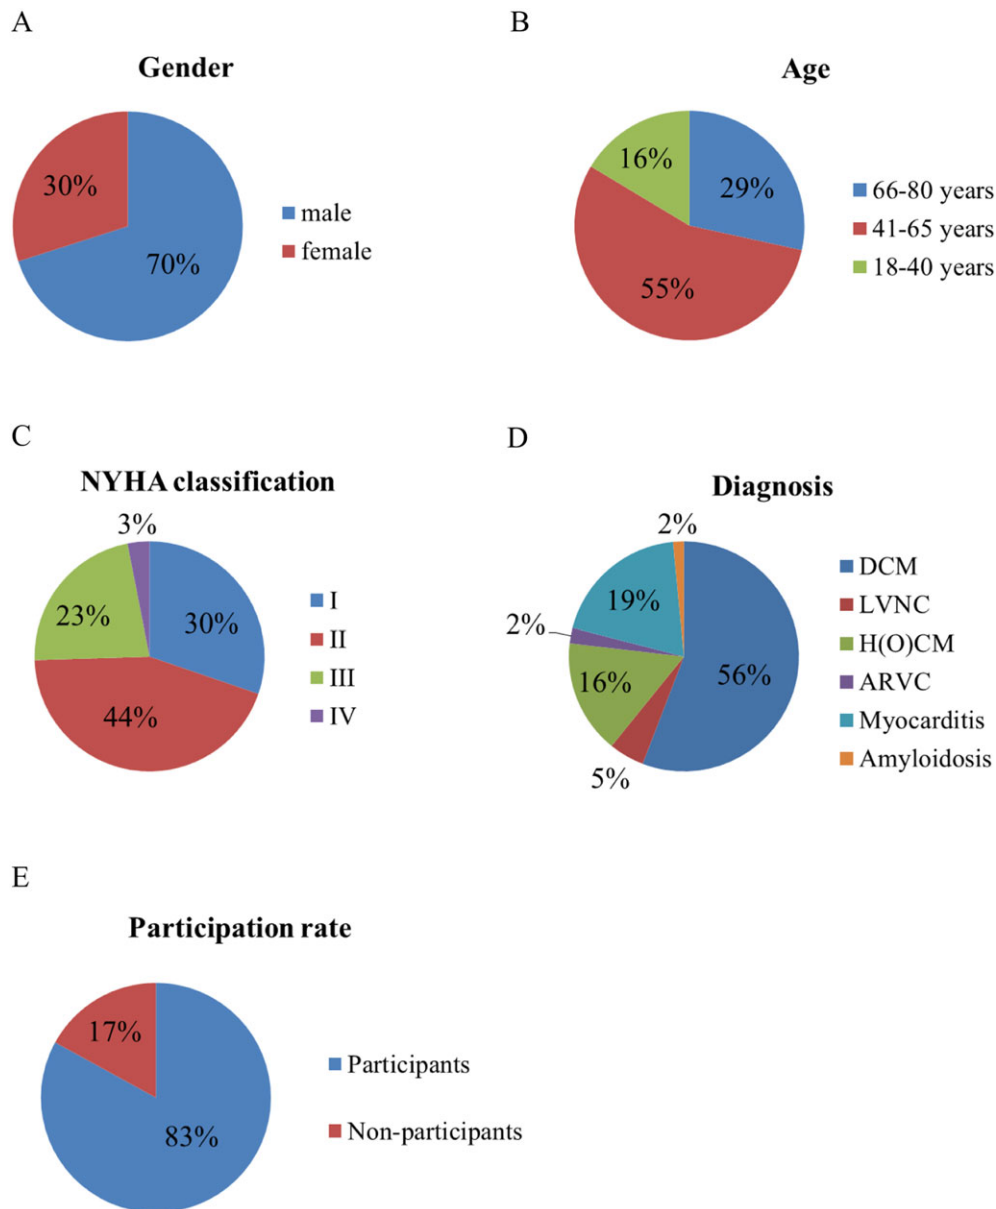 A
Gender
30%
70%
male
female
B
Age
16%
29%
55%
66-80 years
41-65 years
18-40 years
C
NYHA classification
3%
23%
30%
44%
I
II
III
IV
D
Diagnosis
2%
19%
2%
16%
56%
5%
DCM
LVNC
H(O)CM
ARVC
Myocarditis
Amyloidosis
E
Participation rate
17%
83%
Participants
Non-participants